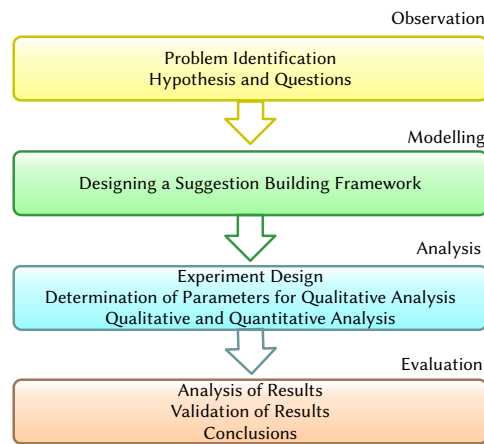 Observation
Problem Identification
Hypothesis and Questions
Modelling
Designing a Suggestion Building Framework
Analysis
Experiment Design
Determination of Parameters for Qualitative Analysis
Qualitative and Quantitative Analysis
Evaluation
Analysis of Results
Validation of Results
Conclusions